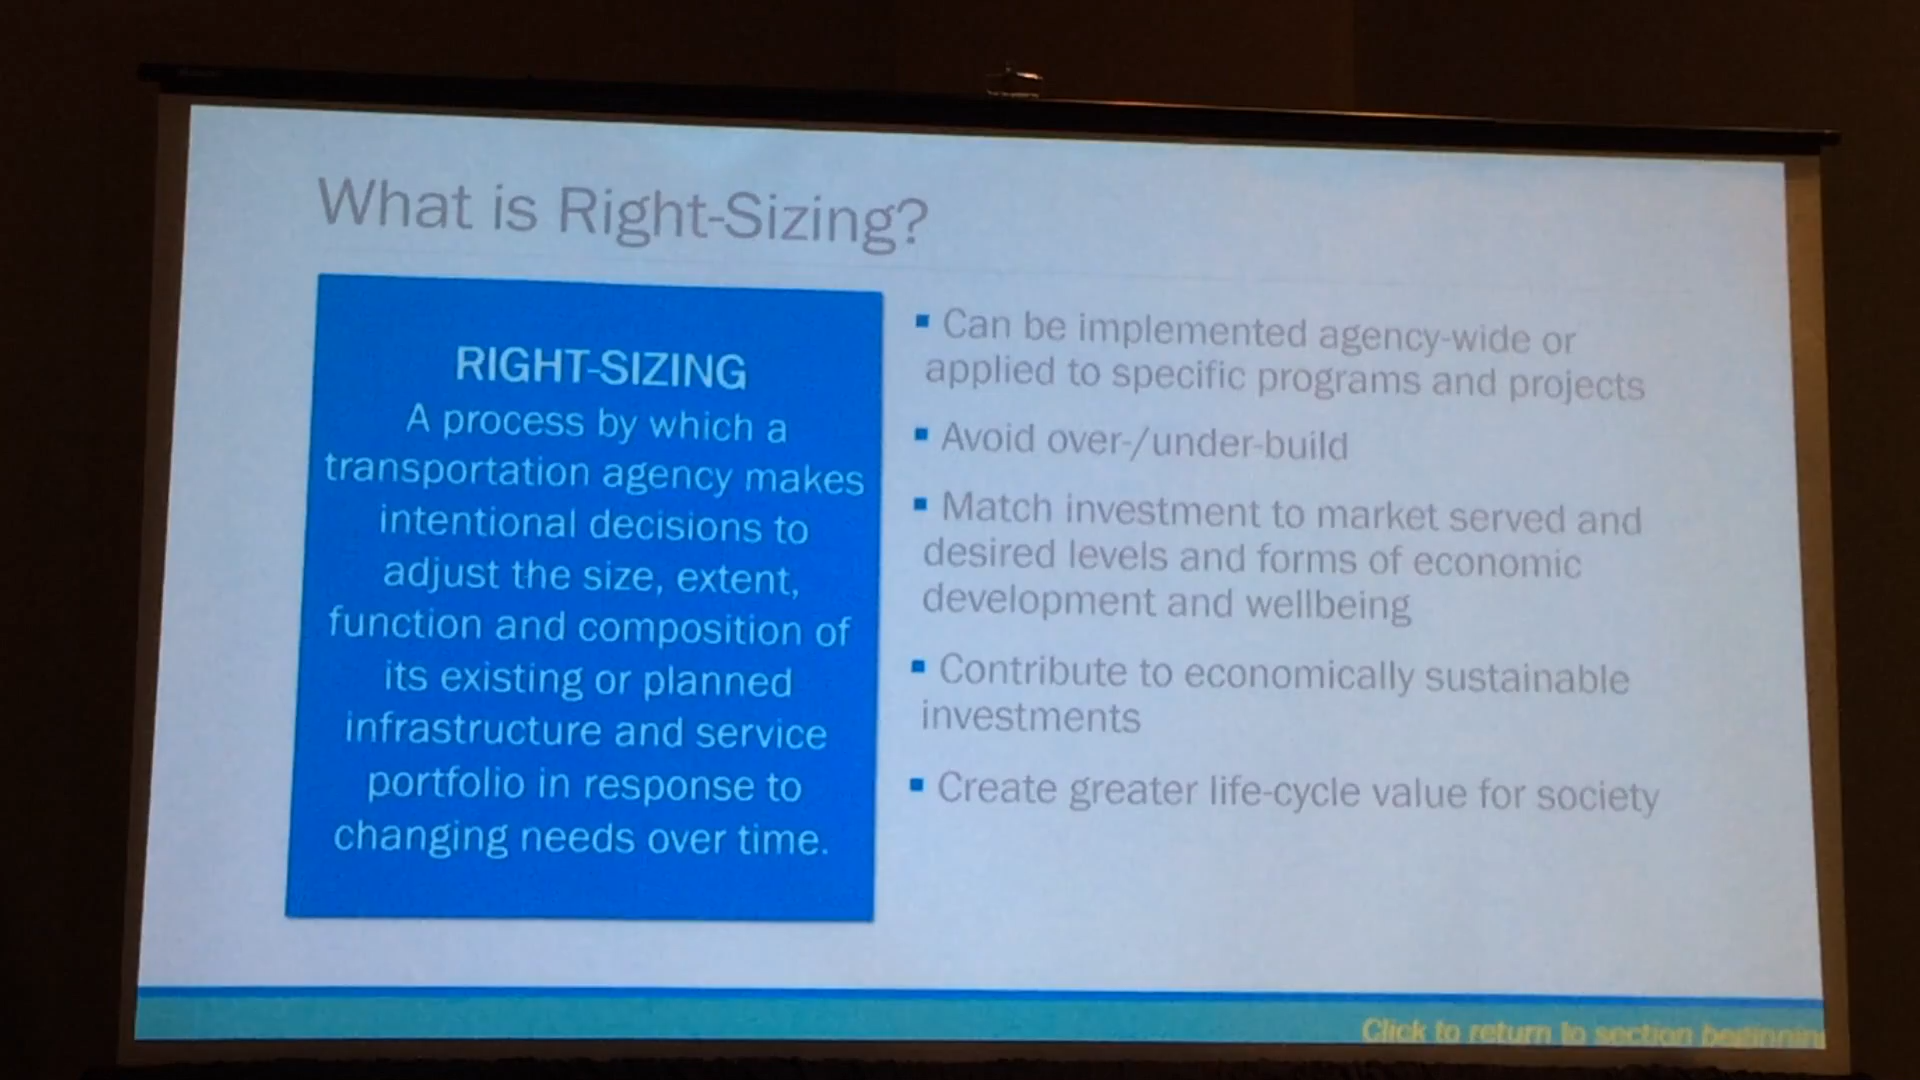 What is Right-Sizing?
RIGHT-SIZING
A process by which a
transportation agency makes
intentional decisions to
adjust the size, extent,
function and composition of
its existing or planned
infrastructure and service
portfolio in response to
changing needs over time.
▪ Can be implemented agency-wide or
applied to specific programs and projects
▪ Avoid over-/under-build
▪ Match investment to market served and
desired levels and forms of economic
development and wellbeing
▪ Contribute to economically sustainable
investments
▪ Create greater life-cycle value for society
Click to return to section beginnin